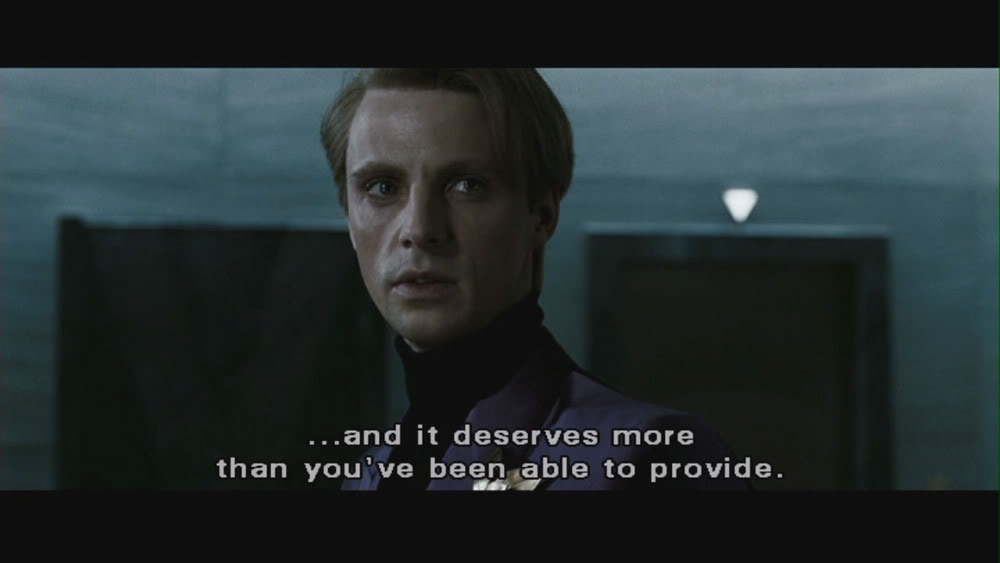 ...and it deserves more
than you've been able to provide.